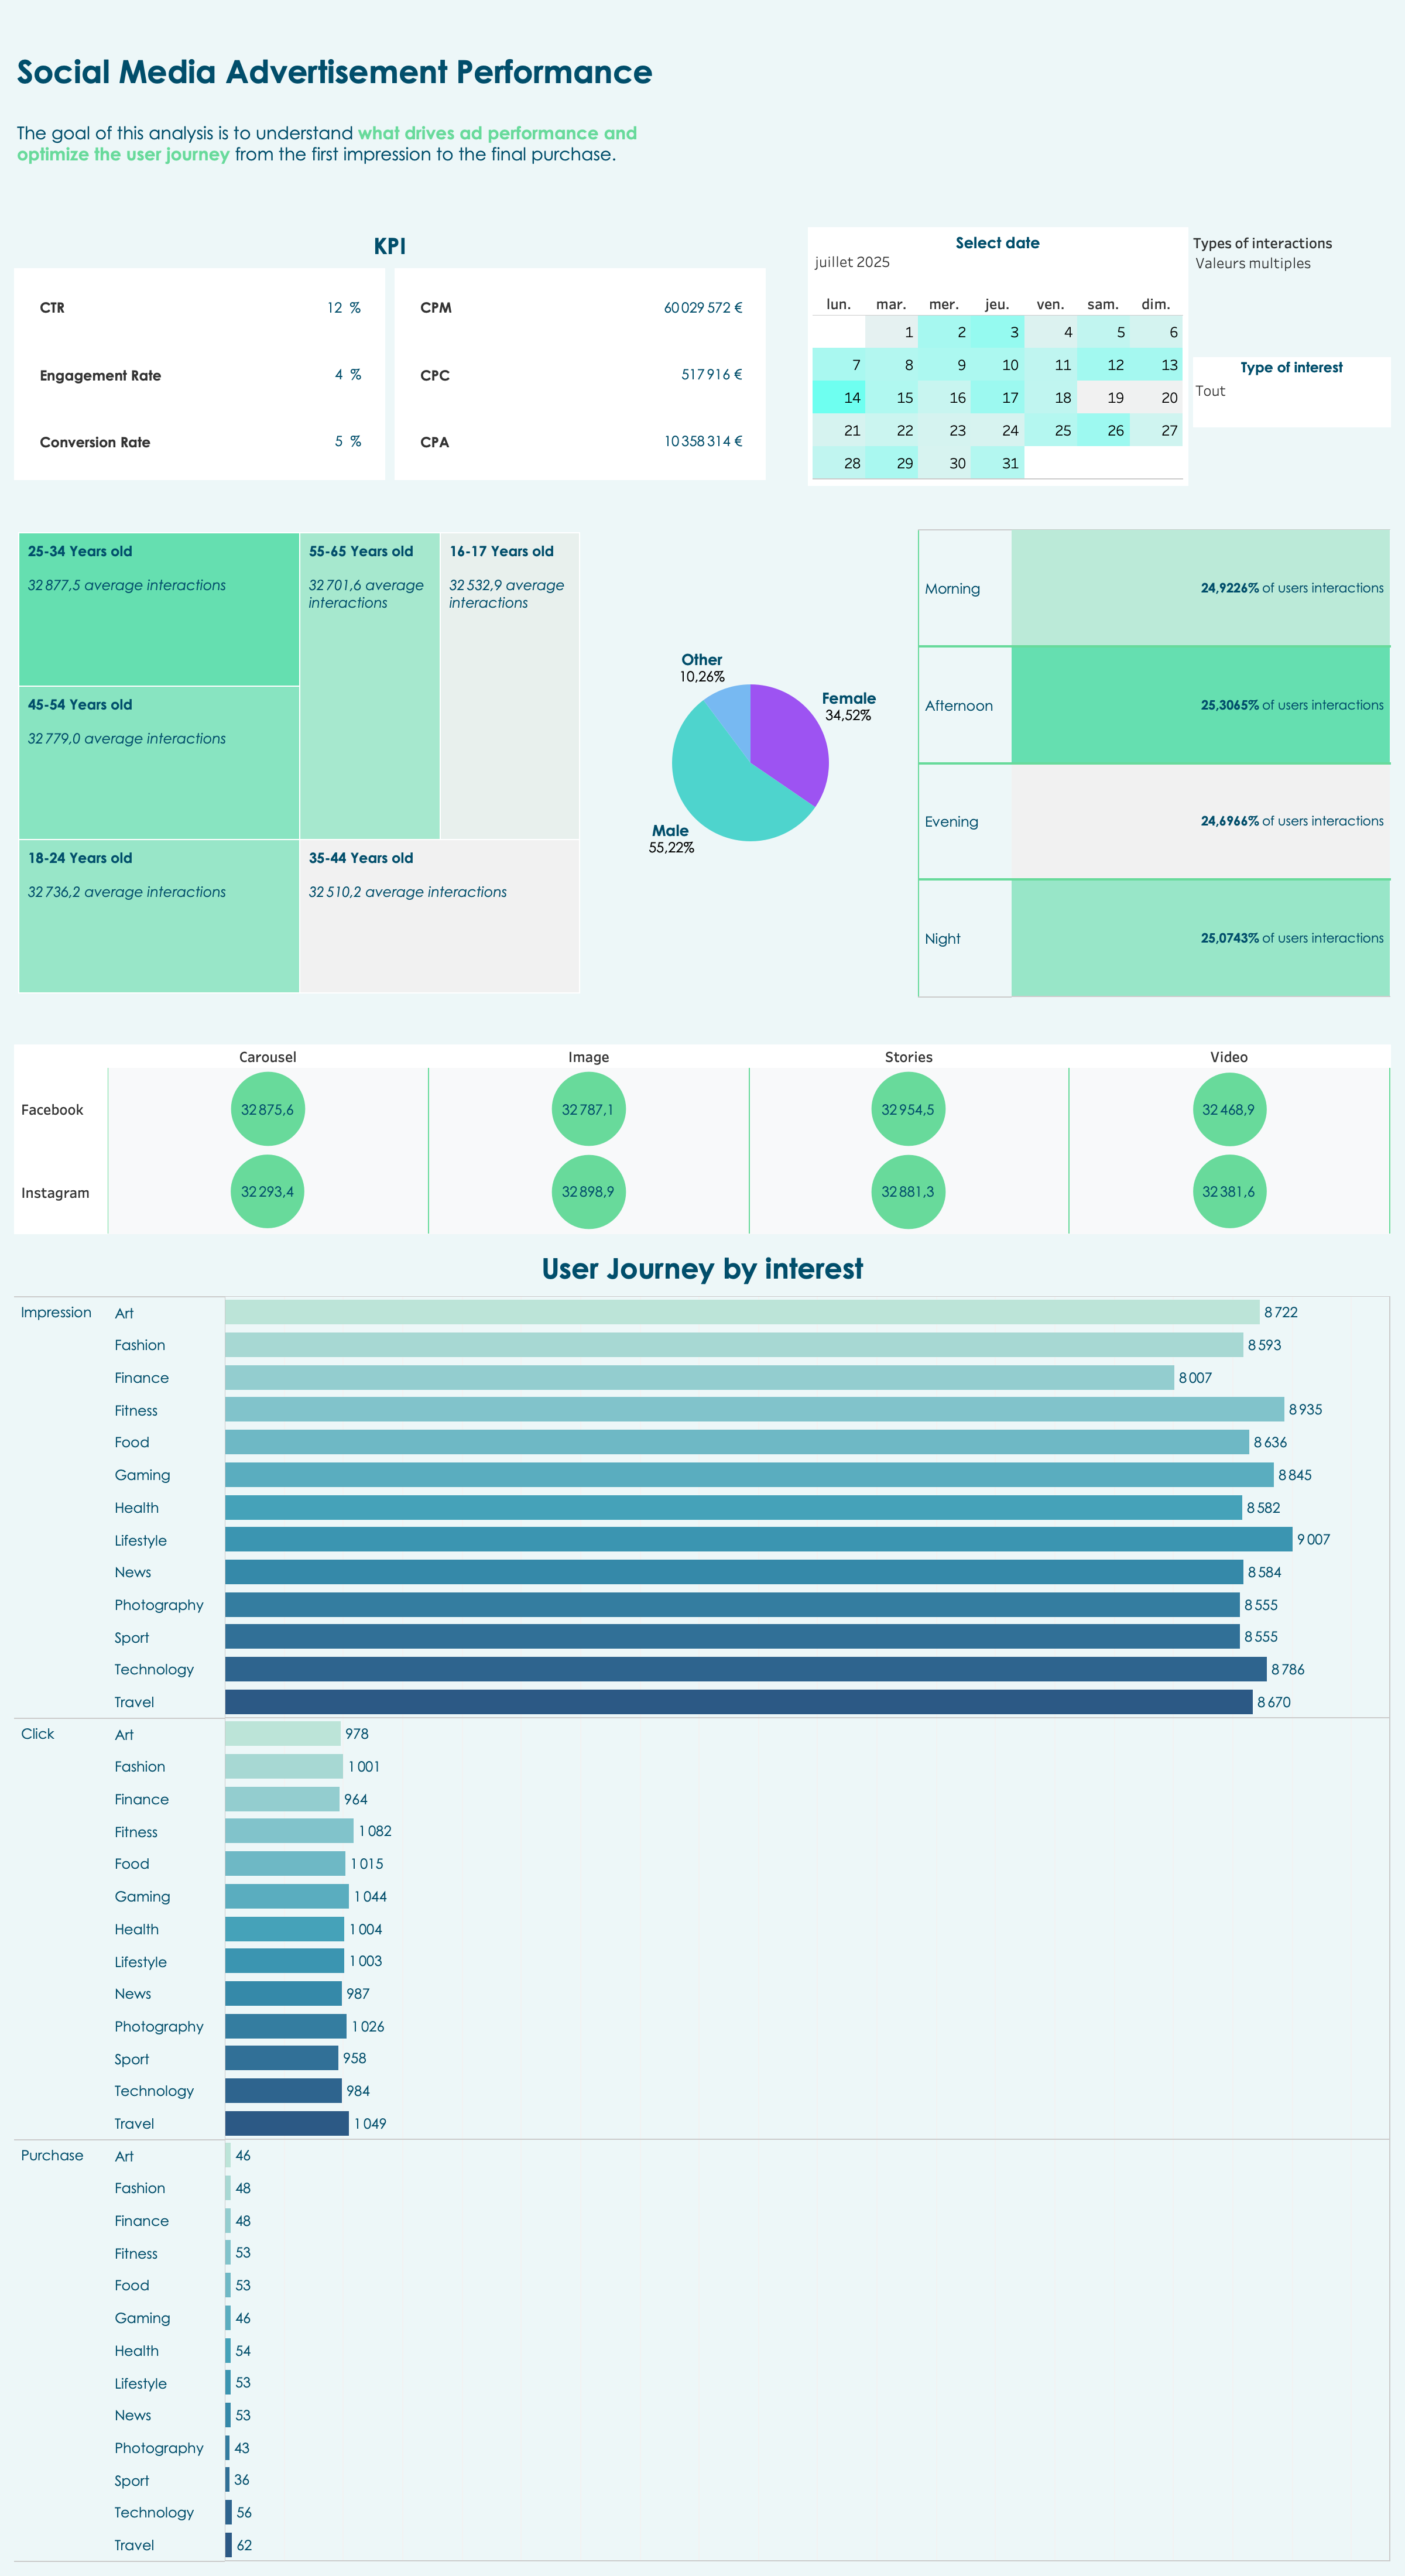 Social Media Advertisement Performance
The goal of this analysis is to understand what drives ad performance and
optimize the user journey from the first impression to the final purchase.
KPI
CTR 12 %
Engagement Rate 4 %
Conversion Rate 5 %
CPM 60 029 572 €
CPC 517 916 €
CPA 10 358 314 €
Select date
juillet 2025
lun. mar. mer. jeu. ven. sam. dim.
1 2 3 4 5 6
7 8 9 10 11 12 13
14 15 16 17 18 19 20
21 22 23 24 25 26 27
28 29 30 31
Types of interactions
Valeurs multiples
Type of interest
Tout
25-34 Years old
32 877,5 average interactions
45-54 Years old
32 779,0 average interactions
18-24 Years old
32 736,2 average interactions
55-65 Years old
32 701,6 average
interactions
16-17 Years old
32 532,9 average
interactions
35-44 Years old
32 510,2 average interactions
Other
10,26%
Female
34,52%
Male
55,22%
Morning 24,9226% of users interactions
Afternoon 25,3065% of users interactions
Evening 24,6966% of users interactions
Night 25,0743% of users interactions
Carousel Image Stories Video
Facebook 32 875,6 32 787,1 32 954,5 32 468,9
Instagram 32 293,4 32 898,9 32 881,3 32 381,6
User Journey by interest
Impression Art 8 722
Fashion 8 593
Finance 8 007
Fitness 8 935
Food 8 636
Gaming 8 845
Health 8 582
Lifestyle 9 007
News 8 584
Photography 8 555
Sport 8 555
Technology 8 786
Travel 8 670
Click Art 978
Fashion 1 001
Finance 964
Fitness 1 082
Food 1 015
Gaming 1 044
Health 1 004
Lifestyle 1 003
News 987
Photography 1 026
Sport 958
Technology 984
Travel 1 049
Purchase Art 46
Fashion 48
Finance 48
Fitness 53
Food 53
Gaming 46
Health 54
Lifestyle 53
News 53
Photography 43
Sport 36
Technology 56
Travel 62